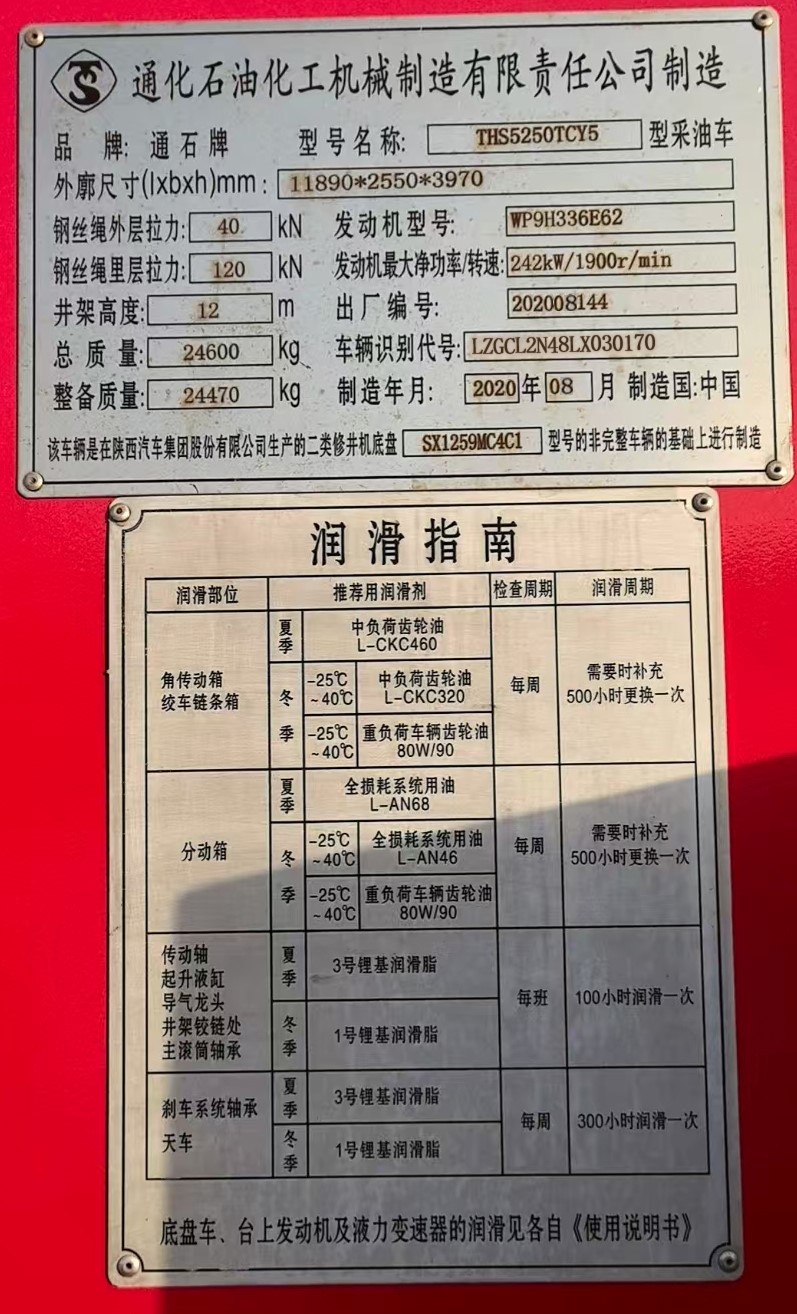 通化石油化工机械制造有限责任公司制造
品 牌: 通石牌 型号名称: THS5250TCY5 型采油车
外廓尺寸(lxbxh)mm: 11890*2550*3970
钢丝绳外层拉力: 40 kN 发动机型号: WP9H336E62
钢丝绳里层拉力: 120 kN 发动机最大净功率/转速: 242kW/1900r/min
井架高度: 12 m 出厂编号: 202008144
总质量: 24600 kg 车辆识别代号: LZGCL2N48LX030170
整备质量: 24470 kg 制造年月: 2020年08月 制造国:中国
该车辆是在陕西汽车集团股份有限公司生产的二类修井机底盘 SX1259MC4C1 型号的非完整车辆的基础上进行制造
润滑指南
润滑部位 推荐用润滑剂 检查周期 润滑周期
角传动箱
绞车链条箱
夏季 中负荷齿轮油
L-CKC460
冬季 -25℃
~40℃ 中负荷齿轮油
L-CKC320
-25℃
~40℃ 重负荷车辆齿轮油
80W/90
每周
需要时补充
500小时更换一次
分动箱
夏季 全损耗系统用油
L-AN68
冬季 -25℃
~40℃ 全损耗系统用油
L-AN46
-25℃
~40℃ 重负荷车辆齿轮油
80W/90
每周
需要时补充
500小时更换一次
传动轴
起升液缸
导气龙头
井架铰链处
主滚筒轴承
夏季 3号锂基润滑脂
冬季 1号锂基润滑脂
每班
100小时润滑一次
刹车系统轴承
天车
夏季 3号锂基润滑脂
冬季 1号锂基润滑脂
每周
300小时润滑一次
底盘车、台上发动机及液力变速器的润滑见各自《使用说明书》